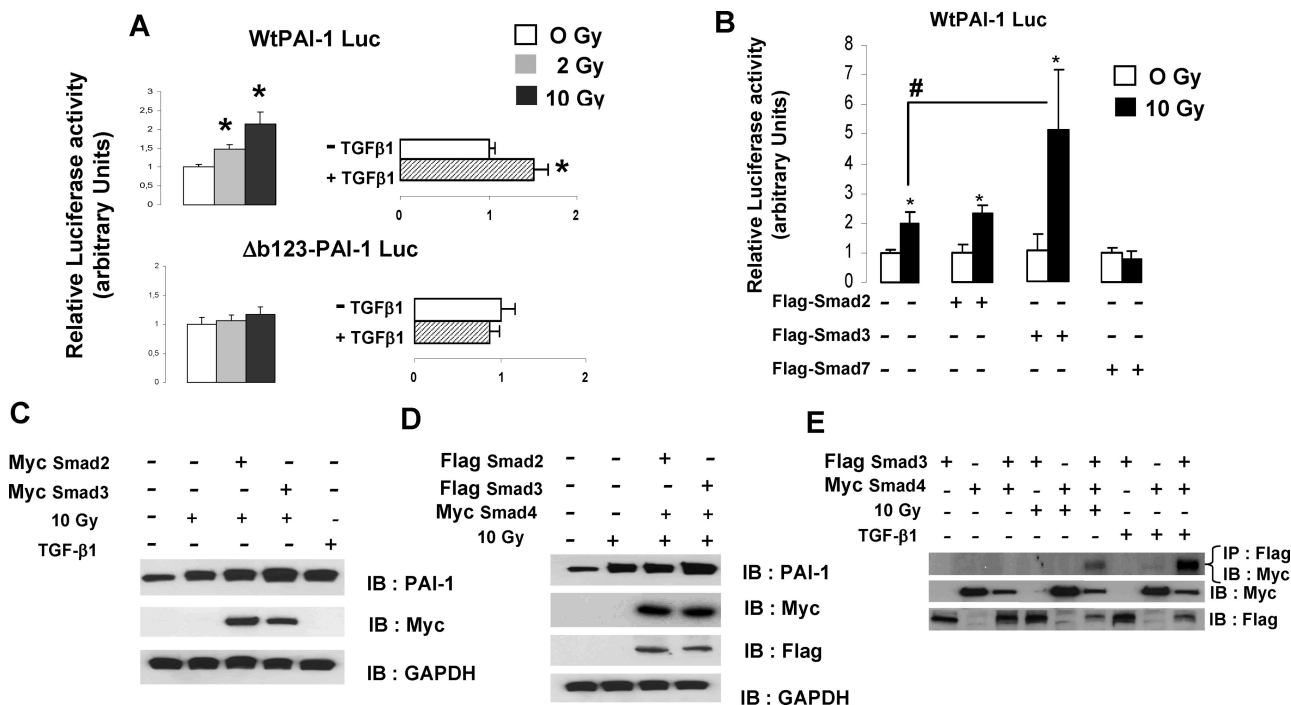 A
WtPAI-1 Luc
O Gy
2 Gy
10 Gy
Relative Luciferase activity
(arbitrary Units)
3
2,5
2
1,5
1
0,5
0
*
*
- TGFβ1
+ TGFβ1
*
0 1 2
Δb123-PAI-1 Luc
2
1,5
1
0,5
0
- TGFβ1
+ TGFβ1
0 1 2
B
WtPAI-1 Luc
O Gy
10 Gy
Relative Luciferase activity
(arbitrary Units)
8
7
6
5
4
3
2
1
0
#
* * *
Flag-Smad2 - - + + - - - -
Flag-Smad3 - - - - + + - -
Flag-Smad7 - - - - - - + +
C
Myc Smad2 - - + - -
Myc Smad3 - - - + -
10 Gy - + + + -
TGF-β1 - - - - +
IB : PAI-1
IB : Myc
IB : GAPDH
D
Flag Smad2 - - + -
Flag Smad3 - - - +
Myc Smad4 - - + +
10 Gy - + + +
IB : PAI-1
IB : Myc
IB : Flag
IB : GAPDH
E
Flag Smad3 + - + + - + + - +
Myc Smad4 - + + - + + - + +
10 Gy - - - + + + - - -
TGF-β1 - - - - - - + + +
IP : Flag
IB : Myc
IB : Myc
IB : Flag